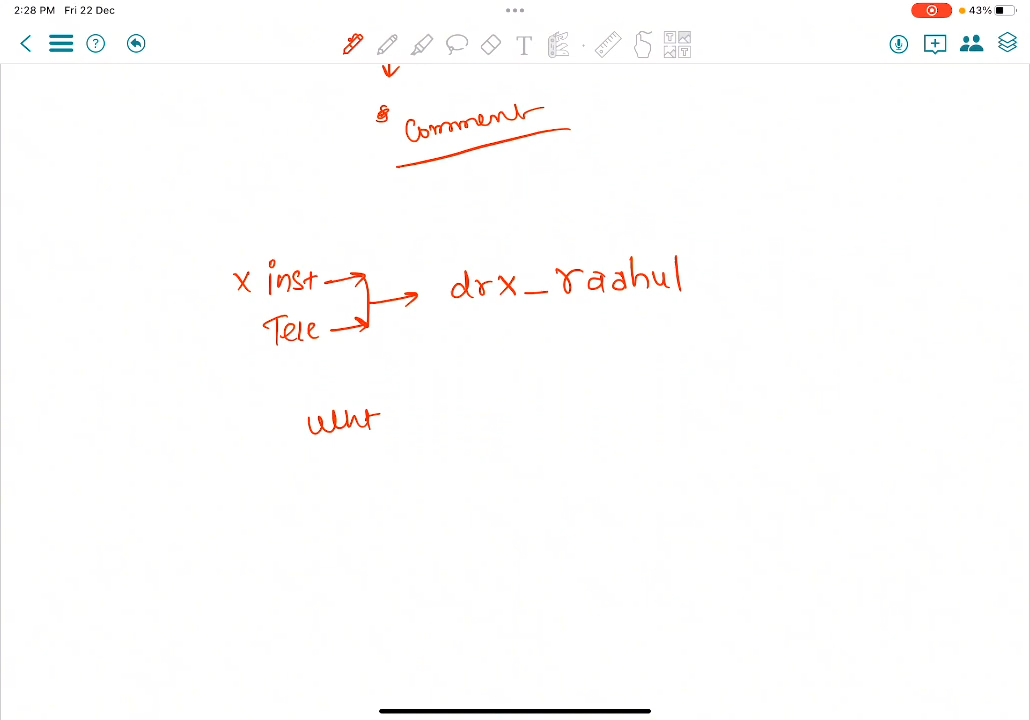 2:28 PM Fri 22 Dec
43%
Comment
x inst
drx_raahul
Tele
Wht